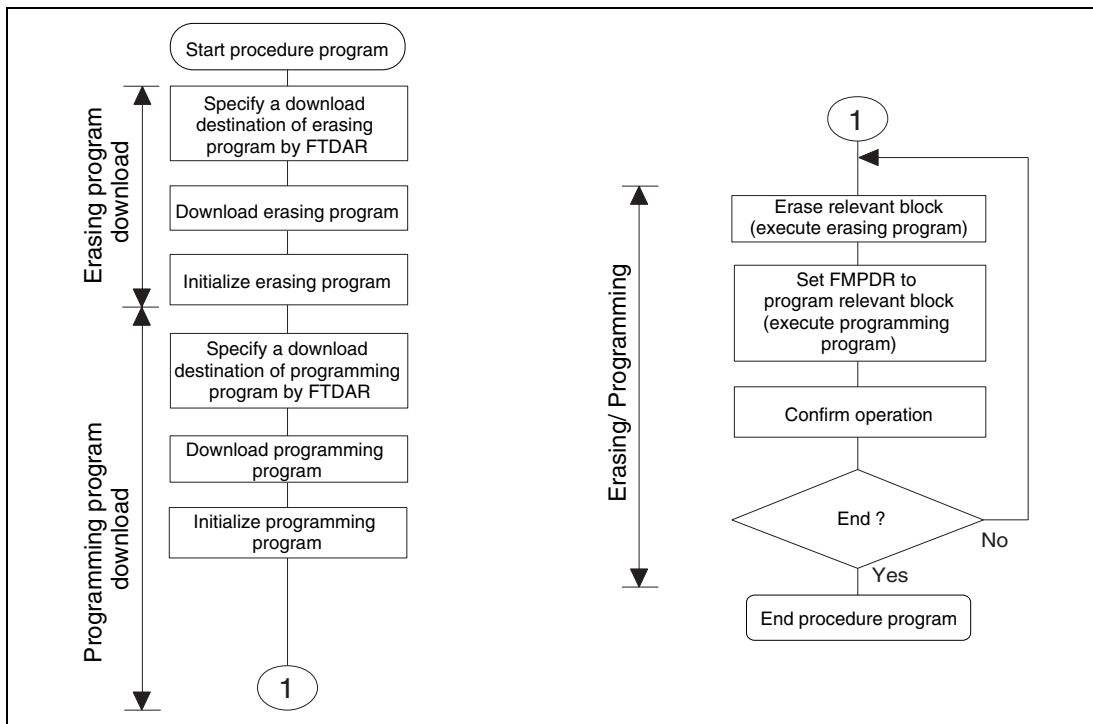 Start procedure program
Erasing program
download
Specify a download
destination of erasing
program by FTDAR
Download erasing program
Initialize erasing program
Programming program
download
Specify a download
destination of programming
program by FTDAR
Download programming
program
Initialize programming
program
1
1
Erasing/ Programming
Erase relevant block
(execute erasing program)
Set FMPDR to
program relevant block
(execute programming
program)
Confirm operation
End ?
No
Yes
End procedure program